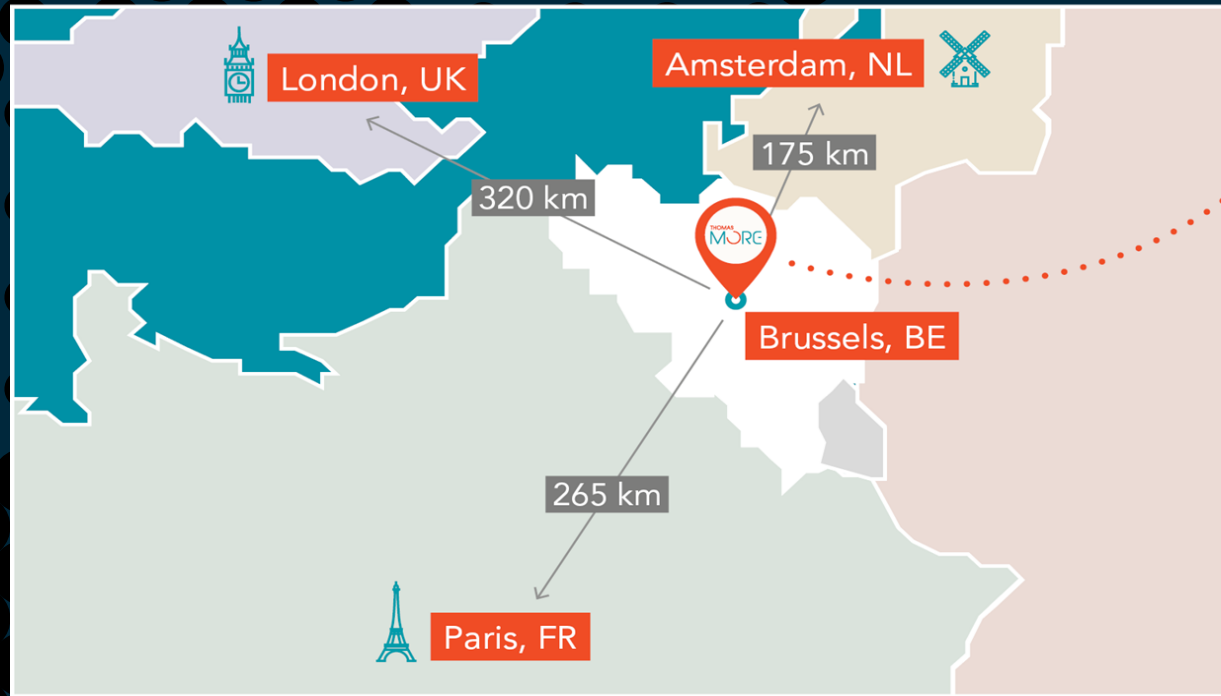 London, UK
Amsterdam, NL
175 km
320 km
THOMAS
MORE
Brussels, BE
265 km
Paris, FR